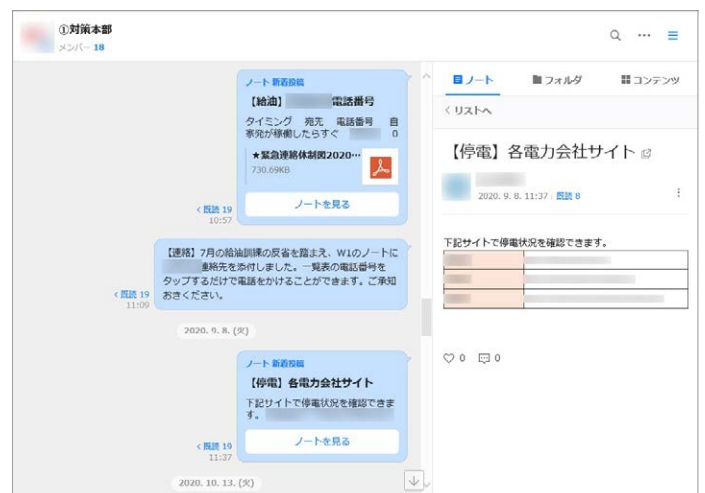 ①対策本部
メンバー 18
ノート 新着投稿
【給油】 電話番号
タイミング 宛先 電話番号 自
家発が稼働したらすぐ 0
★緊急連絡体制図2020…
730.69KB
ノートを見る
既読 19
10:57
【連絡】7月の給油訓練の反省を踏まえ、W1のノートに
連絡先を添付しました。一覧表の電話番号を
タップするだけで電話をかけることができます。ご承知
おきください。
既読 19
11:09
2020. 9. 8. (火)
ノート 新着投稿
【停電】各電力会社サイト
下記サイトで停電状況を確認できま
す。
ノートを見る
既読 19
11:37
2020. 10. 13. (火)
ノート フォルダ コンテンツ
リストへ
【停電】各電力会社サイト
2020. 9. 8. 11:37 既読 8
下記サイトで停電状況を確認できます。
0 0